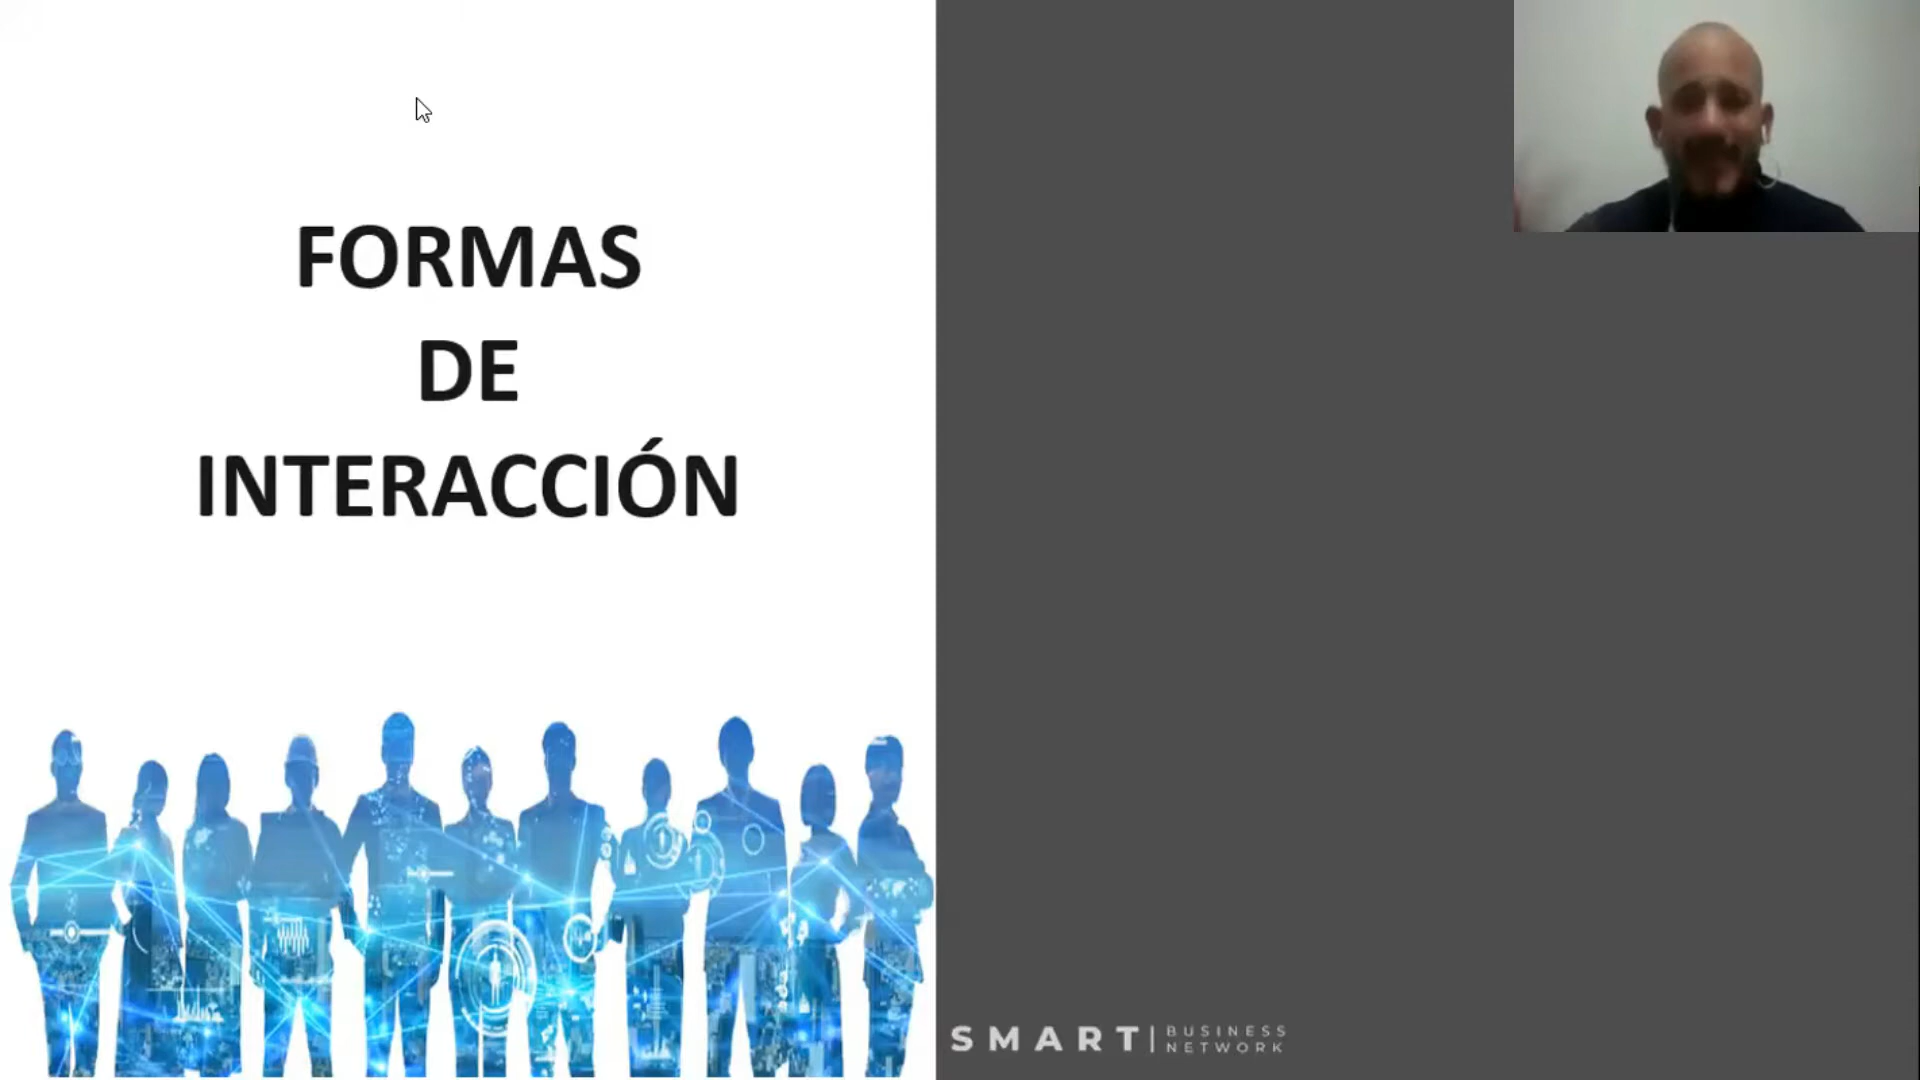 FORMAS
DE
INTERACCIÓN
SMART
BUSINESS
NETWORK